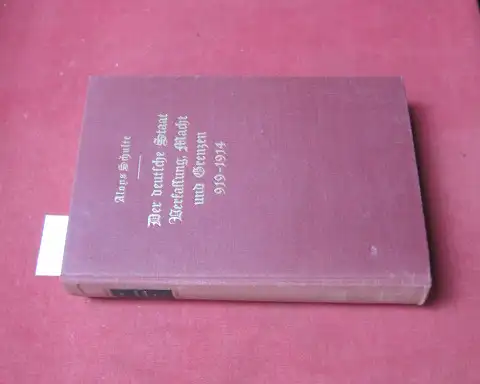 Aloys Schulte
Der deutsche Staat
Verfassung, Macht
und Grenzen
919-1914